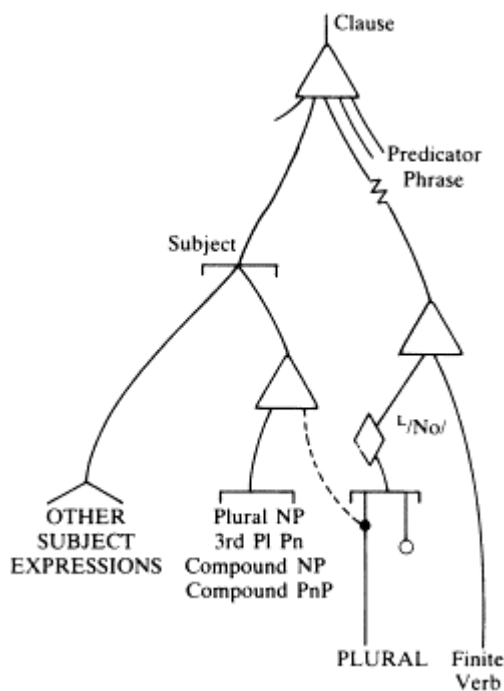 Clause
Predicator
Phrase
Subject
L/No/
OTHER
SUBJECT
EXPRESSIONS
Plural NP
3rd Pl Pn
Compound NP
Compound PnP
PLURAL
Finite
Verb